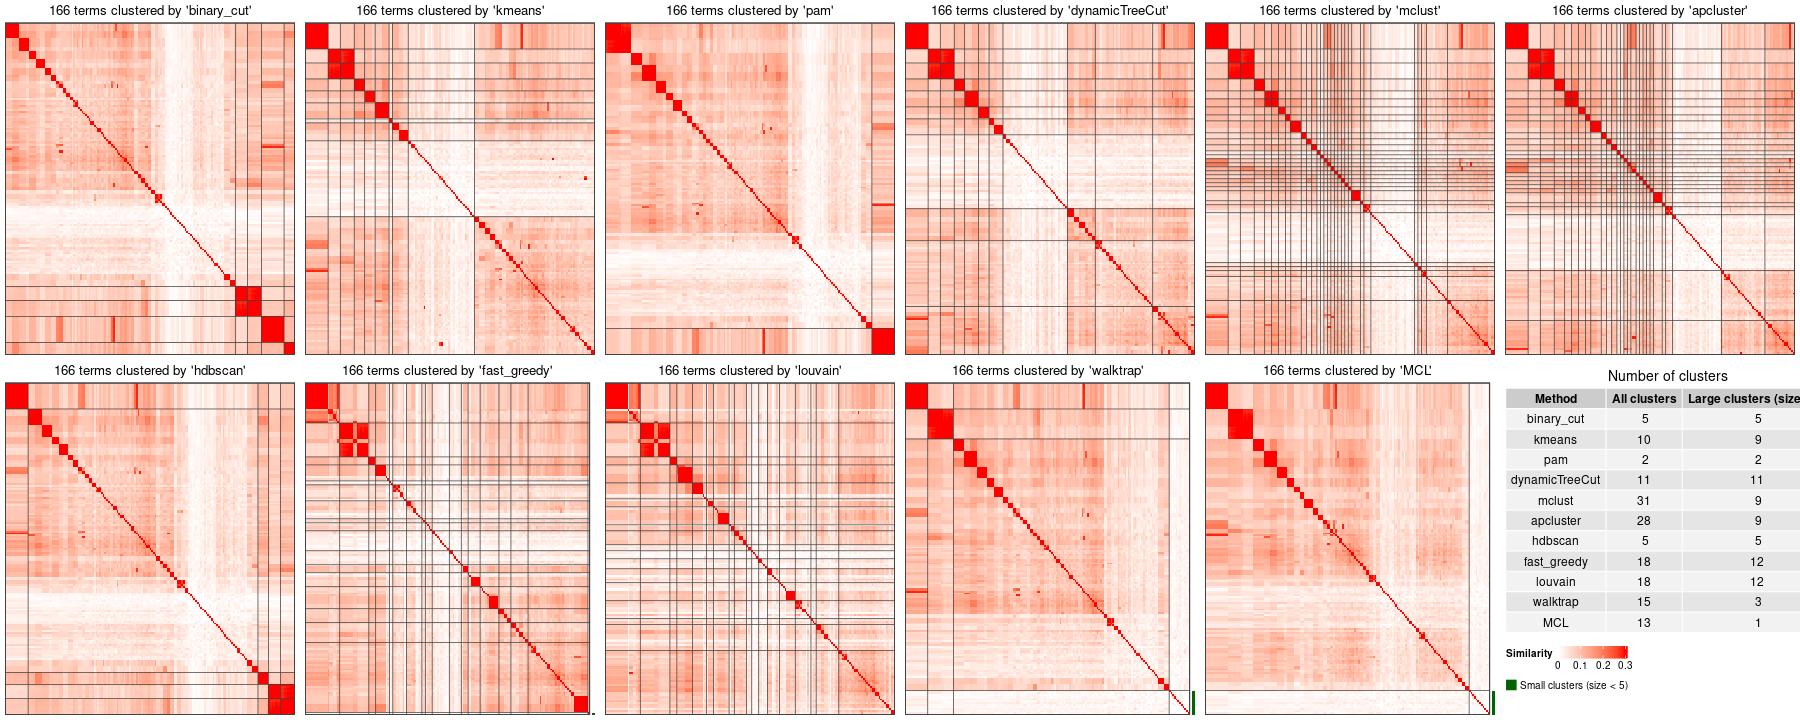 166 terms clustered by 'binary_cut'
166 terms clustered by 'kmeans'
166 terms clustered by 'pam'
166 terms clustered by 'dynamicTreeCut'
166 terms clustered by 'mclust'
166 terms clustered by 'apcluster'
166 terms clustered by 'hdbscan'
166 terms clustered by 'fast_greedy'
166 terms clustered by 'louvain'
166 terms clustered by 'walktrap'
166 terms clustered by 'MCL'
Number of clusters
Method All clusters Large clusters (size
binary_cut 5 5
kmeans 10 9
pam 2 2
dynamicTreeCut 11 11
mclust 31 9
apcluster 28 9
hdbscan 5 5
fast_greedy 18 12
louvain 18 12
walktrap 15 3
MCL 13 1
Similarity
0 0.1 0.2 0.3
Small clusters (size < 5)